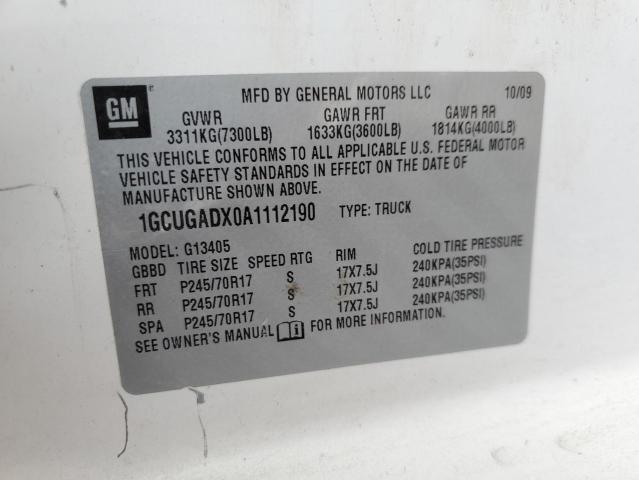 GM
MFD BY GENERAL MOTORS LLC 10/09
GVWR GAWR FRT GAWR RR
3311KG(7300LB) 1633KG(3600LB) 1814KG(4000LB)
THIS VEHICLE CONFORMS TO ALL APPLICABLE U.S. FEDERAL MOTOR
VEHICLE SAFETY STANDARDS IN EFFECT ON THE DATE OF
MANUFACTURE SHOWN ABOVE.
1GCUGADX0A1112190 TYPE: TRUCK
MODEL: G13405
GBBD TIRE SIZE SPEED RTG RIM COLD TIRE PRESSURE
FRT P245/70R17 S 17X7.5J 240KPA(35PSI)
RR P245/70R17 S 17X7.5J 240KPA(35PSI)
SPA P245/70R17 S 17X7.5J 240KPA(35PSI)
SEE OWNER'S MANUAL FOR MORE INFORMATION.